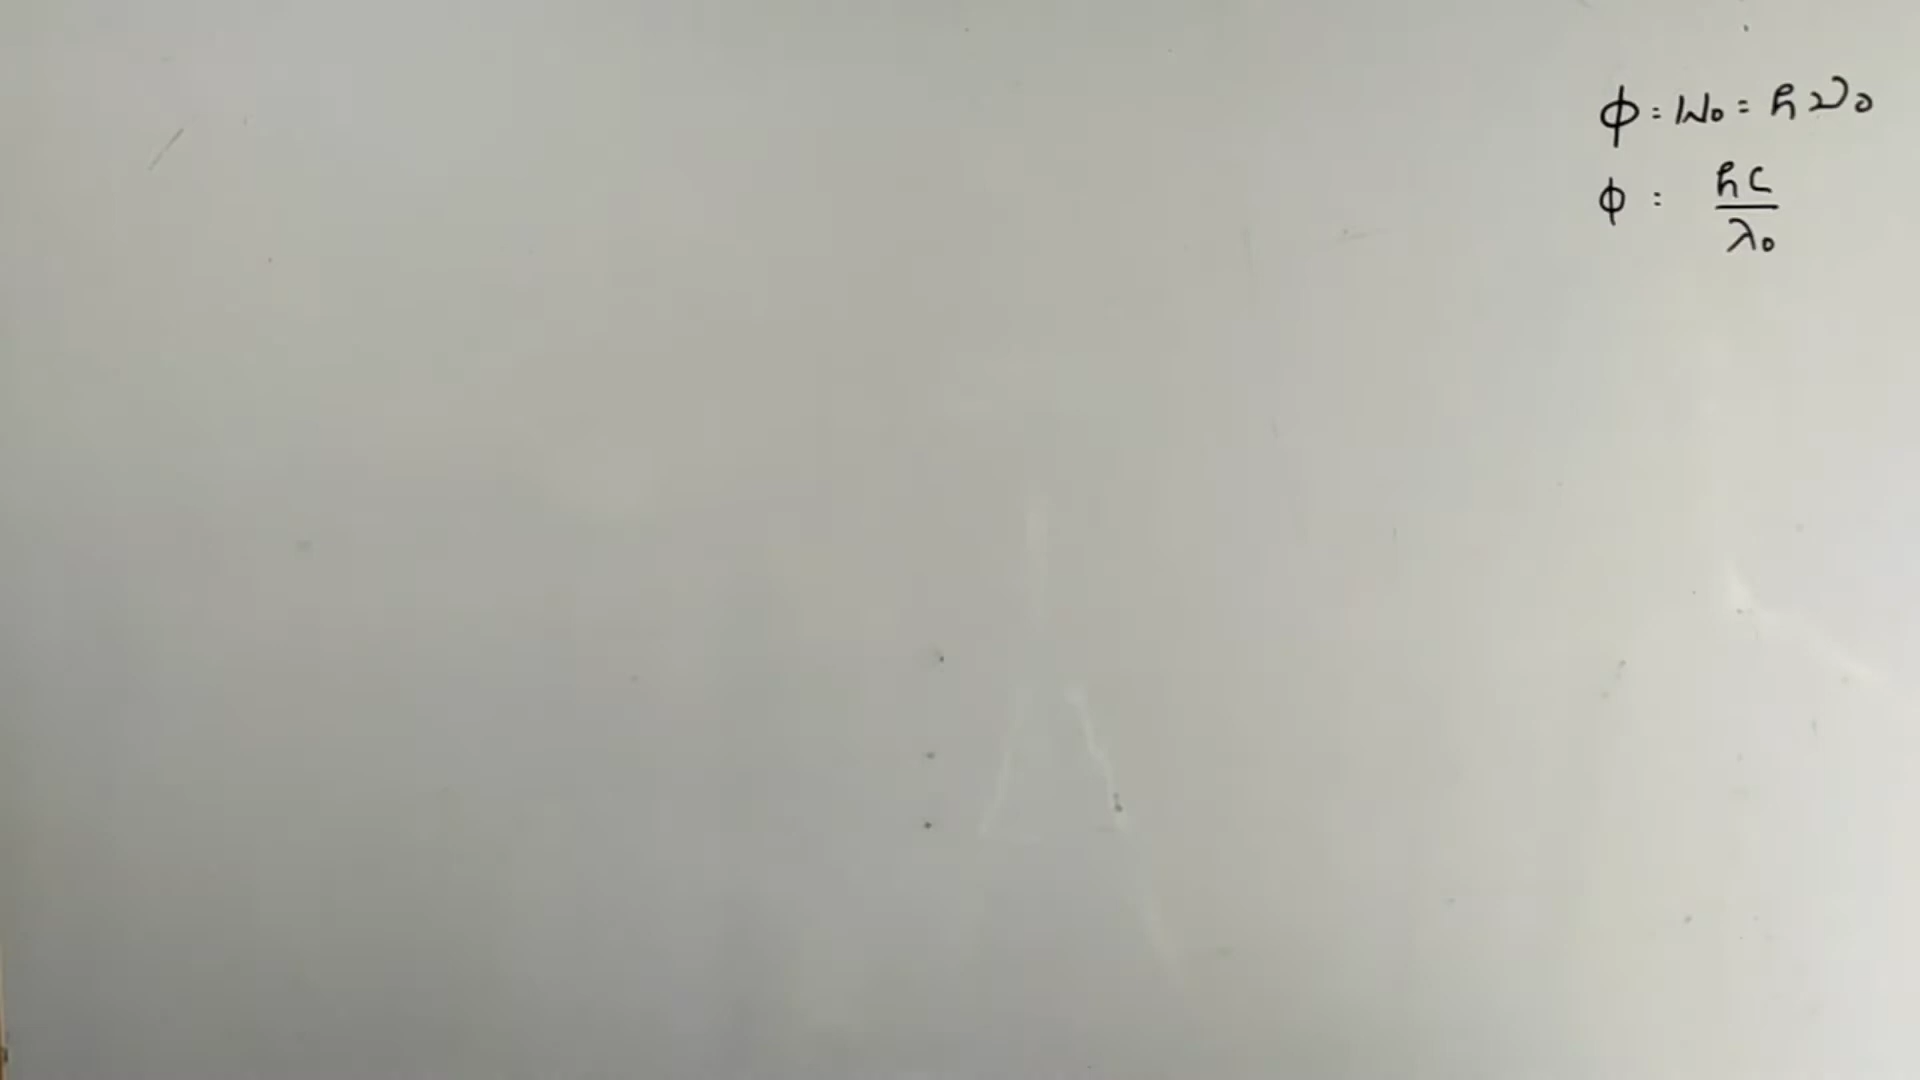 ϕ = W₀ = hν₀
ϕ = hc/λ₀